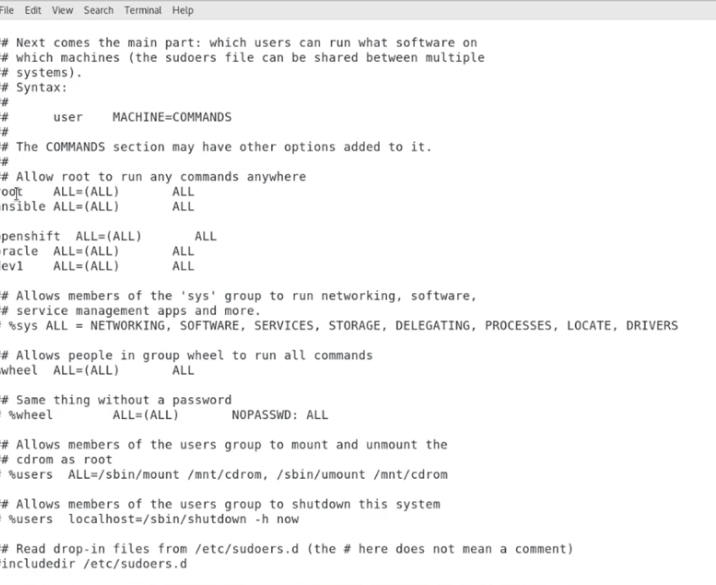 File Edit View Search Terminal Help
## Next comes the main part: which users can run what software on
## which machines (the sudoers file can be shared between multiple
## systems).
## Syntax:
##
## user MACHINE=COMMANDS
##
## The COMMANDS section may have other options added to it.
##
## Allow root to run any commands anywhere
root ALL=(ALL) ALL
ansible ALL=(ALL) ALL
openshift ALL=(ALL) ALL
oracle ALL=(ALL) ALL
dev1 ALL=(ALL) ALL
## Allows members of the 'sys' group to run networking, software,
## service management apps and more.
# %sys ALL = NETWORKING, SOFTWARE, SERVICES, STORAGE, DELEGATING, PROCESSES, LOCATE, DRIVERS
## Allows people in group wheel to run all commands
%wheel ALL=(ALL) ALL
## Same thing without a password
# %wheel ALL=(ALL) NOPASSWD: ALL
## Allows members of the users group to mount and unmount the
## cdrom as root
# %users ALL=/sbin/mount /mnt/cdrom, /sbin/umount /mnt/cdrom
## Allows members of the users group to shutdown this system
# %users localhost=/sbin/shutdown -h now
## Read drop-in files from /etc/sudoers.d (the # here does not mean a comment)
#includedir /etc/sudoers.d